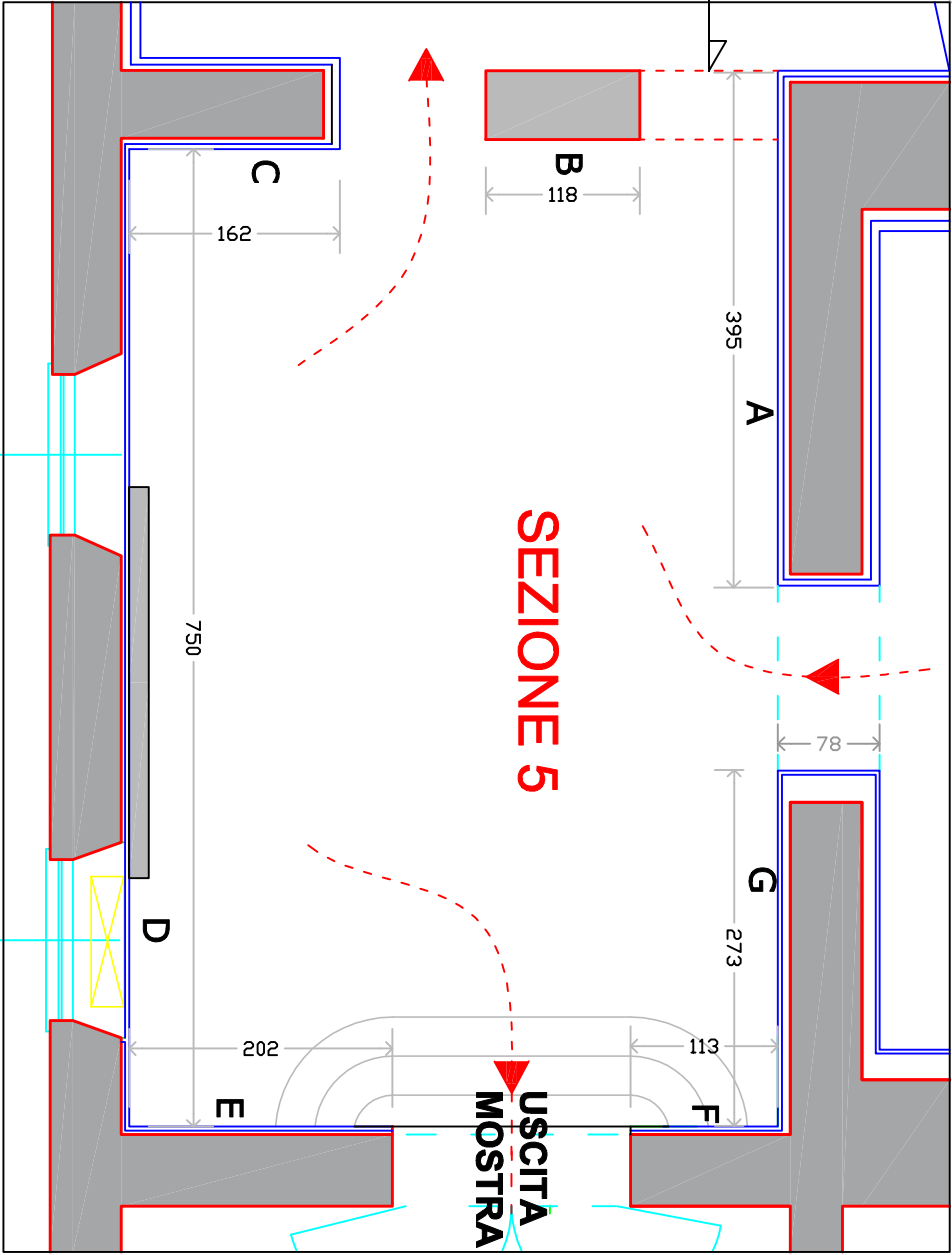 C
B
118
162
395
A
SEZIONE 5
750
78
G
D
273
202
113
E
F
USCITA
MOSTRA